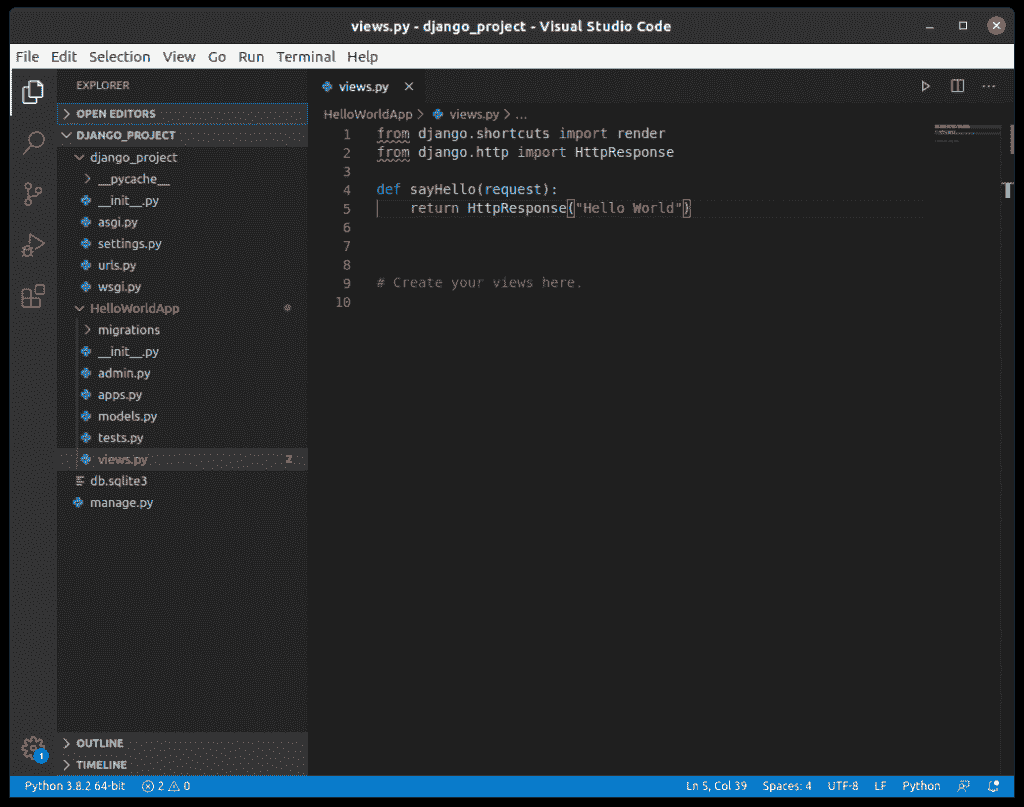 views.py - django_project - Visual Studio Code
File Edit Selection View Go Run Terminal Help
EXPLORER
OPEN EDITORS
DJANGO_PROJECT
django_project
__pycache__
__init__.py
asgi.py
settings.py
urls.py
wsgi.py
HelloWorldApp
migrations
__init__.py
admin.py
apps.py
models.py
tests.py
views.py 2
db.sqlite3
manage.py
OUTLINE
TIMELINE
1
views.py
HelloWorldApp > views.py > ...
1 from django.shortcuts import render
2 from django.http import HttpResponse
3
4 def sayHello(request):
5 return HttpResponse("Hello World")
6
7
8
9 # Create your views here.
10
Python 3.8.2 64-bit 2 0 Ln 5, Col 39 Spaces: 4 UTF-8 LF Python